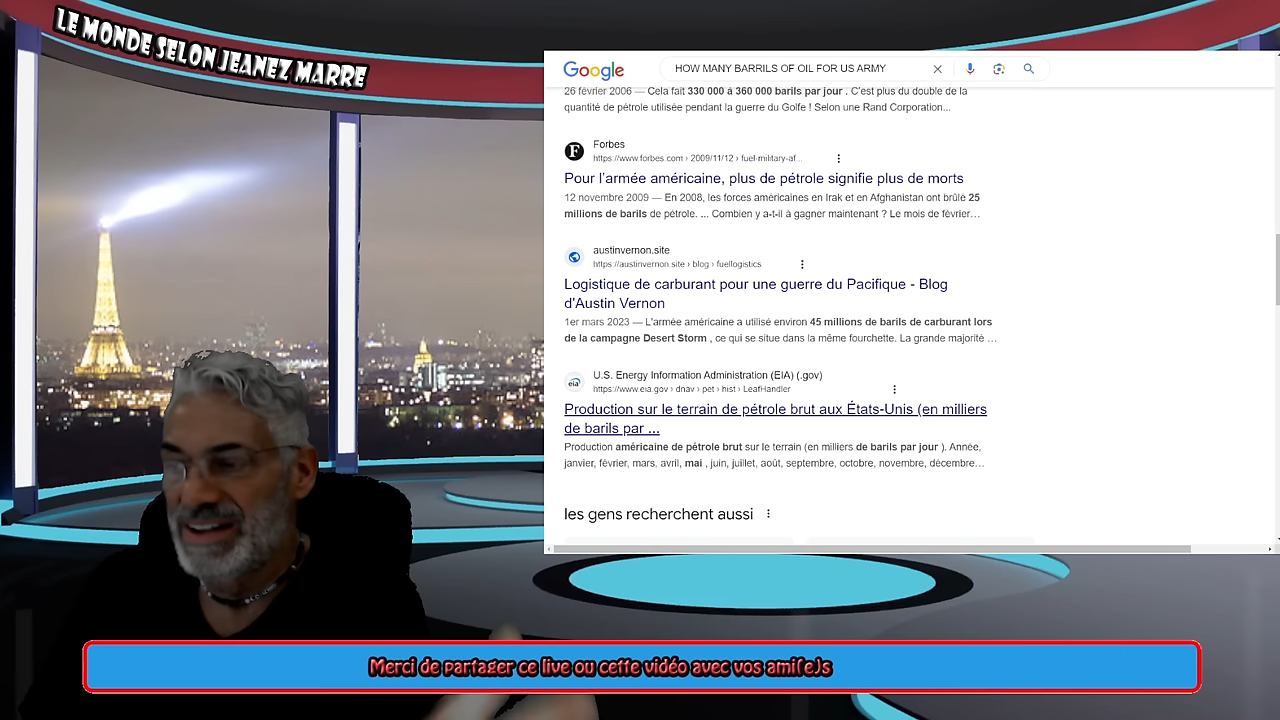 LE MONDE SELON JEANEZ MARRE
Google
HOW MANY BARRILS OF OIL FOR US ARMY
26 février 2006 — Cela fait 330 000 à 360 000 barils par jour . C'est plus du double de la
quantité de pétrole utilisée pendant la guerre du Golfe ! Selon une Rand Corporation...
F
Forbes
https://www.forbes.com › 2009/11/12 › fuel-military-af...
Pour l'armée américaine, plus de pétrole signifie plus de morts
12 novembre 2009 — En 2008, les forces américaines en Irak et en Afghanistan ont brûlé 25
millions de barils de pétrole. ... Combien y a-t-il à gagner maintenant ? Le mois de février…
austinvernon.site
https://austinvernon.site › blog › fuellogistics
Logistique de carburant pour une guerre du Pacifique - Blog
d'Austin Vernon
1er mars 2023 — L'armée américaine a utilisé environ 45 millions de barils de carburant lors
de la campagne Desert Storm , ce qui se situe dans la même fourchette. La grande majorité …
eia
U.S. Energy Information Administration (EIA) (.gov)
https://www.eia.gov › dnav › pet › hist › LeafHandler
Production sur le terrain de pétrole brut aux États-Unis (en milliers
de barils par ...
Production américaine de pétrole brut sur le terrain (en milliers de barils par jour ). Année,
janvier, février, mars, avril, mai , juin, juillet, août, septembre, octobre, novembre, décembre…
les gens recherchent aussi
Merci de partager ce live ou cette vidéo avec vos ami(e)s